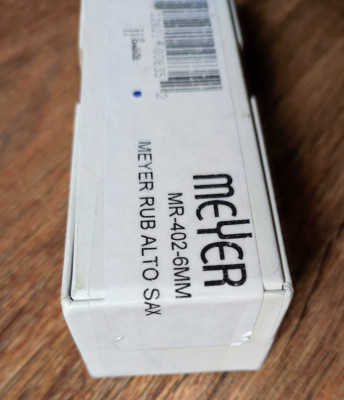 MEYER
MR-402-6MM
MEYER RUB ALTO SAX